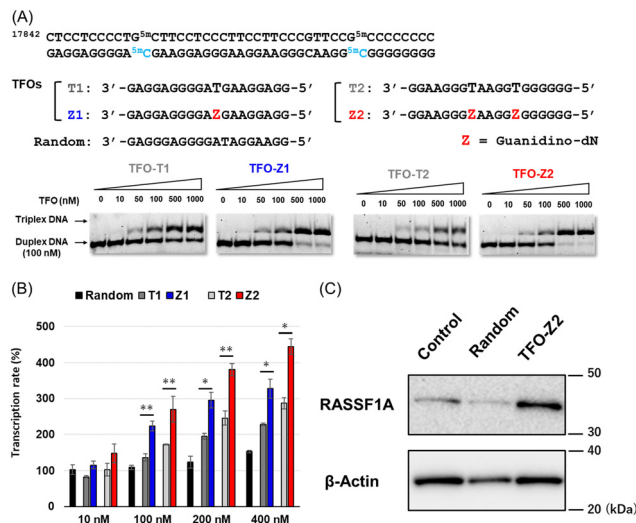 (A)
17842 CTCCTCCCCTG5mCTTCCTCCCTTCCTTCCCGTTCCG5mCCCCCCCC
GAGGAGGGGA5mCGAAGGAGGGAAGGAAGGGCAAGG5mCGGGGGGGG
TFOs
T1: 3'-GAGGAGGGGATGAAGGAGG-5'
Z1: 3'-GAGGAGGGGAZGAAGGAGG-5'
Random: 3'-GAGGGAGGGGATAGGAAGG-5'
T2: 3'-GGAAGGGTAAGGTGGGGGG-5'
Z2: 3'-GGAAGGGZAAGGZGGGGGG-5'
Z = Guanidino-dN
TFO-T1 TFO-Z1 TFO-T2 TFO-Z2
TFO (nM) 0 10 50 100 500 1000 0 10 50 100 500 1000 0 10 50 100 500 1000 0 10 50 100 500 1000
Triplex DNA
Duplex DNA
(100 nM)
(B)
Random T1 Z1 T2 Z2
Transcription rate (%)
500
400
300
200
100
0
** ** * ** * *
10 nM 100 nM 200 nM 400 nM
(C)
Control Random TFO-Z2
50
RASSF1A
30
40
β-Actin
20 (kDa)